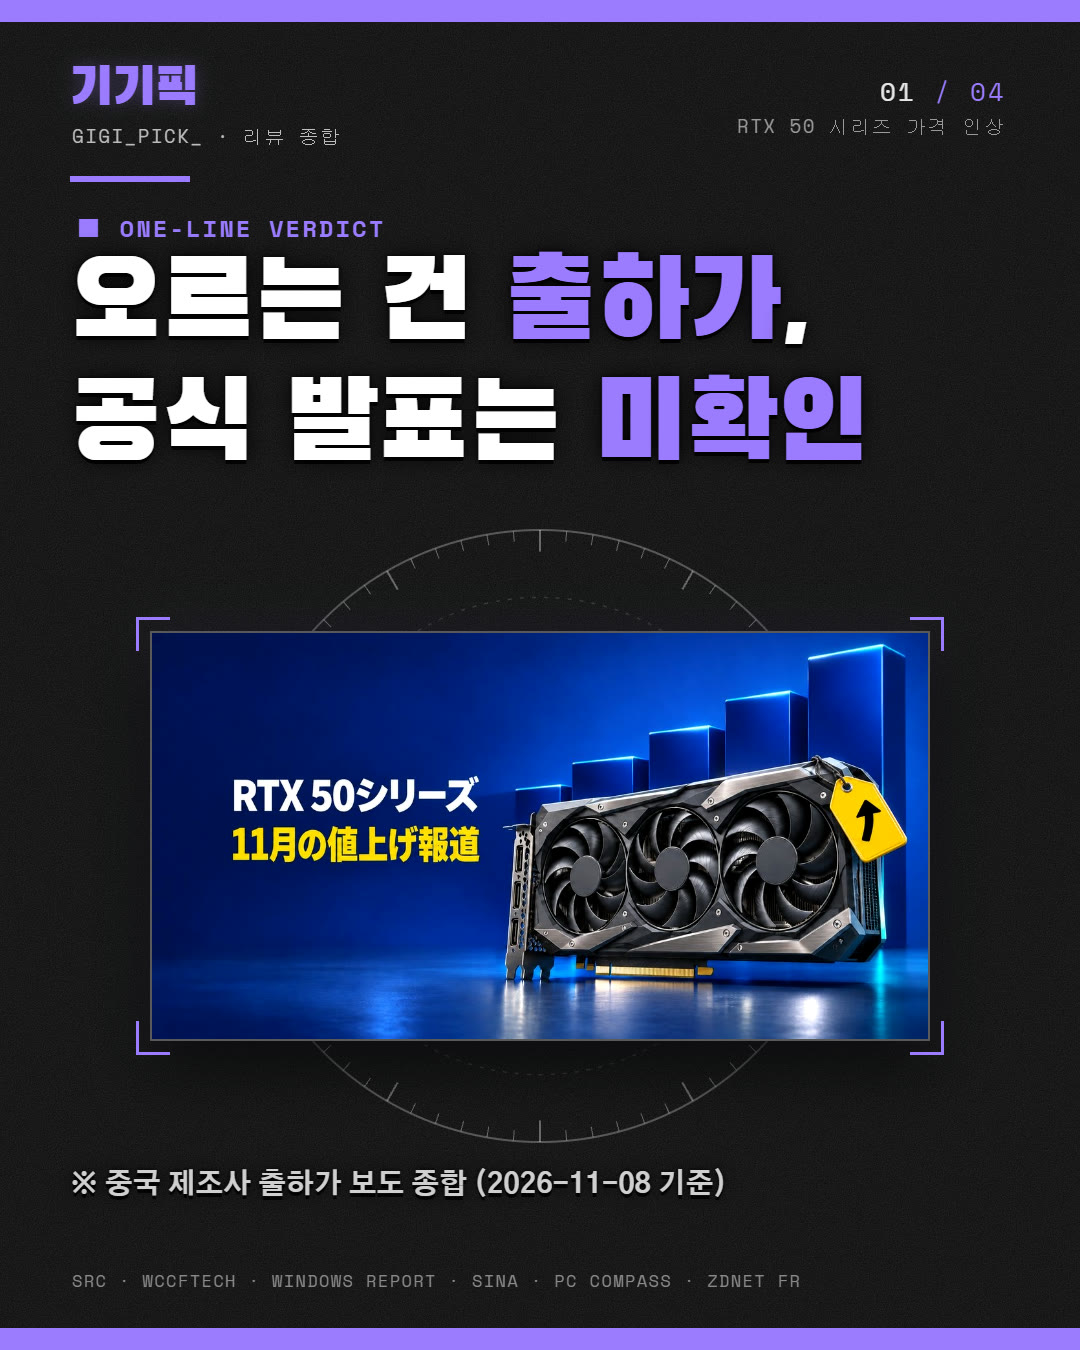 기기픽
GIGI_PICK_ · 리뷰 종합
01 / 04
RTX 50 시리즈 가격 인상
■ ONE-LINE VERDICT
오르는 건 출하가,
공식 발표는 미확인
RTX 50シリーズ
11月の値上げ報道
※ 중국 제조사 출하가 보도 종합 (2026-11-08 기준)
SRC · WCCFTECH · WINDOWS REPORT · SINA · PC COMPASS · ZDNET FR